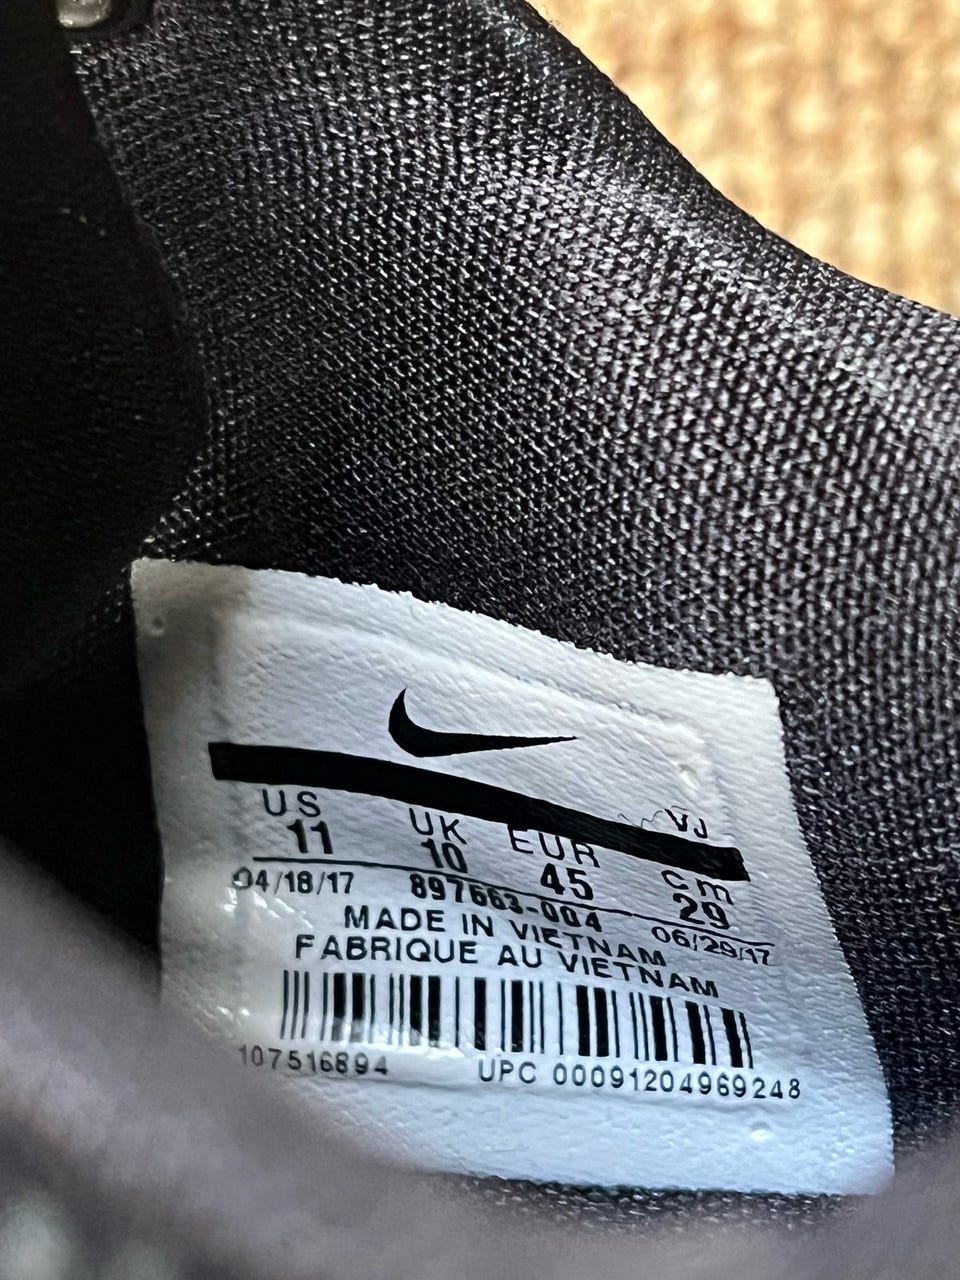 VJ
US UK EUR cm
11 10 45 29
04/18/17 897663-004 06/29/17
MADE IN VIETNAM
FABRIQUE AU VIETNAM
107516894 UPC 00091204969248